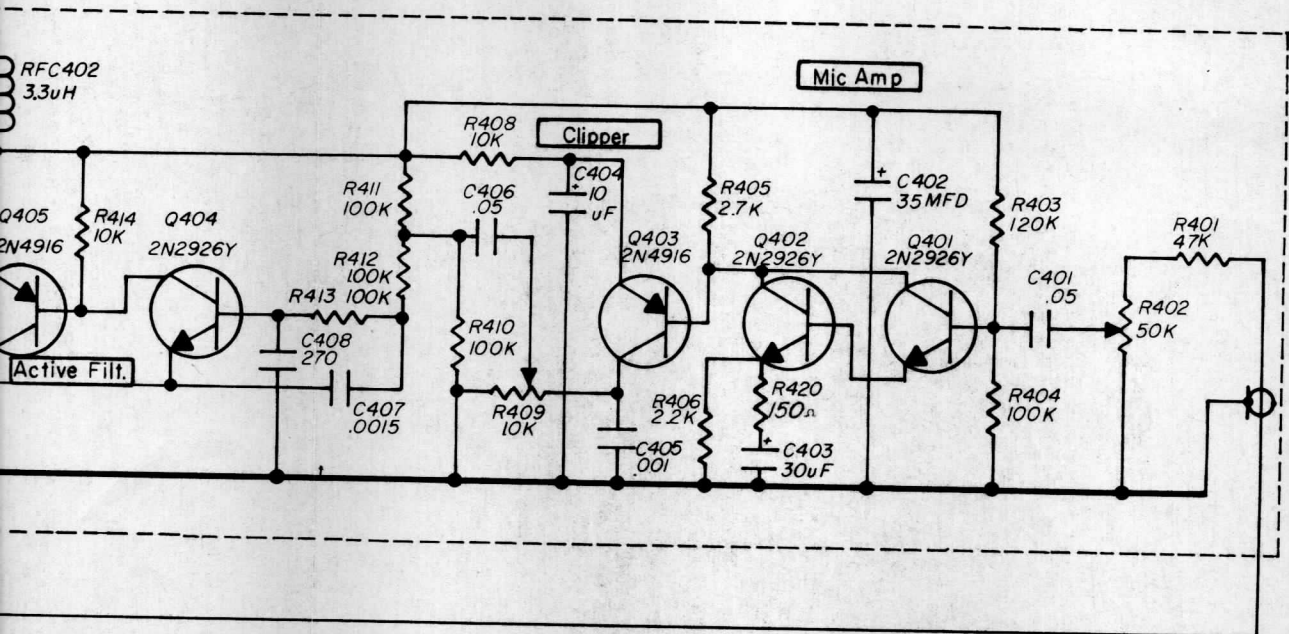 RFC402
3.3uH
Mic Amp
R408
10K
Clipper
C404
+
10
uF
R411
100K
C406
.05
R405
2.7K
+
C402
35MFD
R403
120K
R401
47K
Q405
2N4916
R414
10K
Q404
2N2926Y
Q403
2N4916
Q402
2N2926Y
Q401
2N2926Y
R412
100K
R413 100K
C401
.05
R402
50K
C408
270
R410
100K
Active Filt.
C407
.0015
R409
10K
R406
2.2K
R420
150Ω
R404
100K
C405
.001
+
C403
30uF